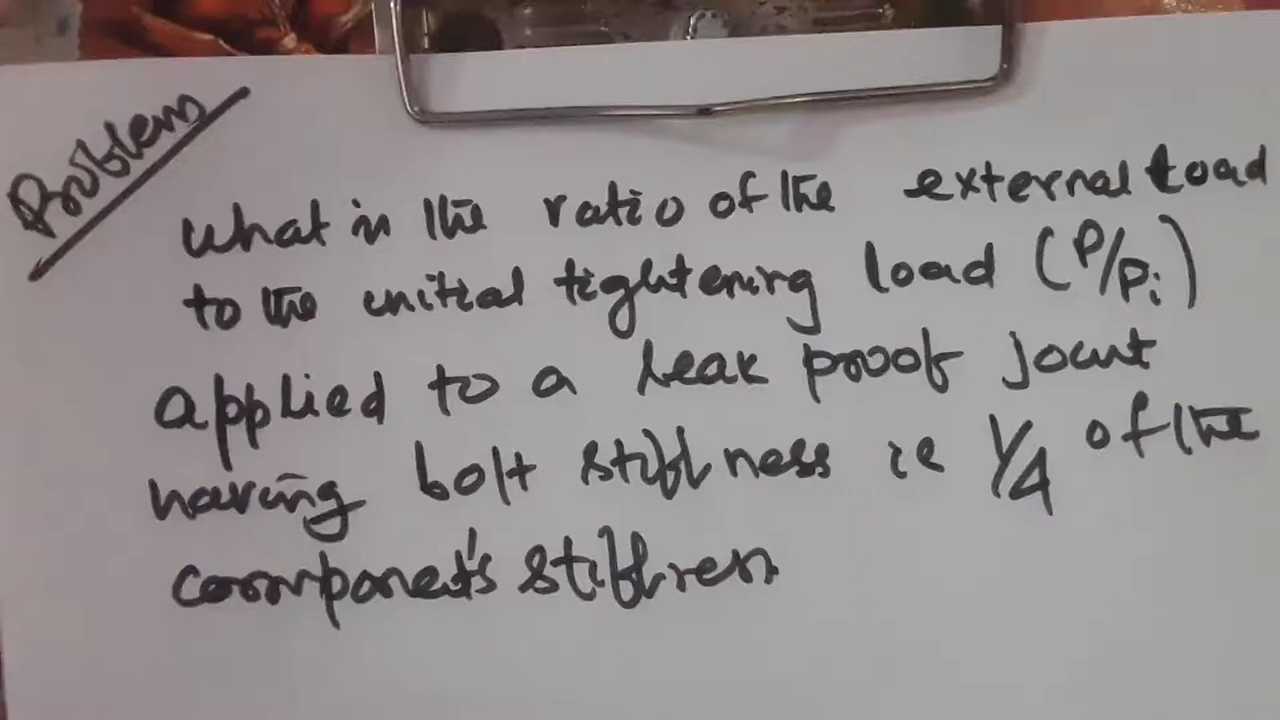 Problem
What is the ratio of the external load
to the initial tightening load (P/Pi)
applied to a leak proof joint
having bolt stiffness ie 1/4 of the
component's stiffness